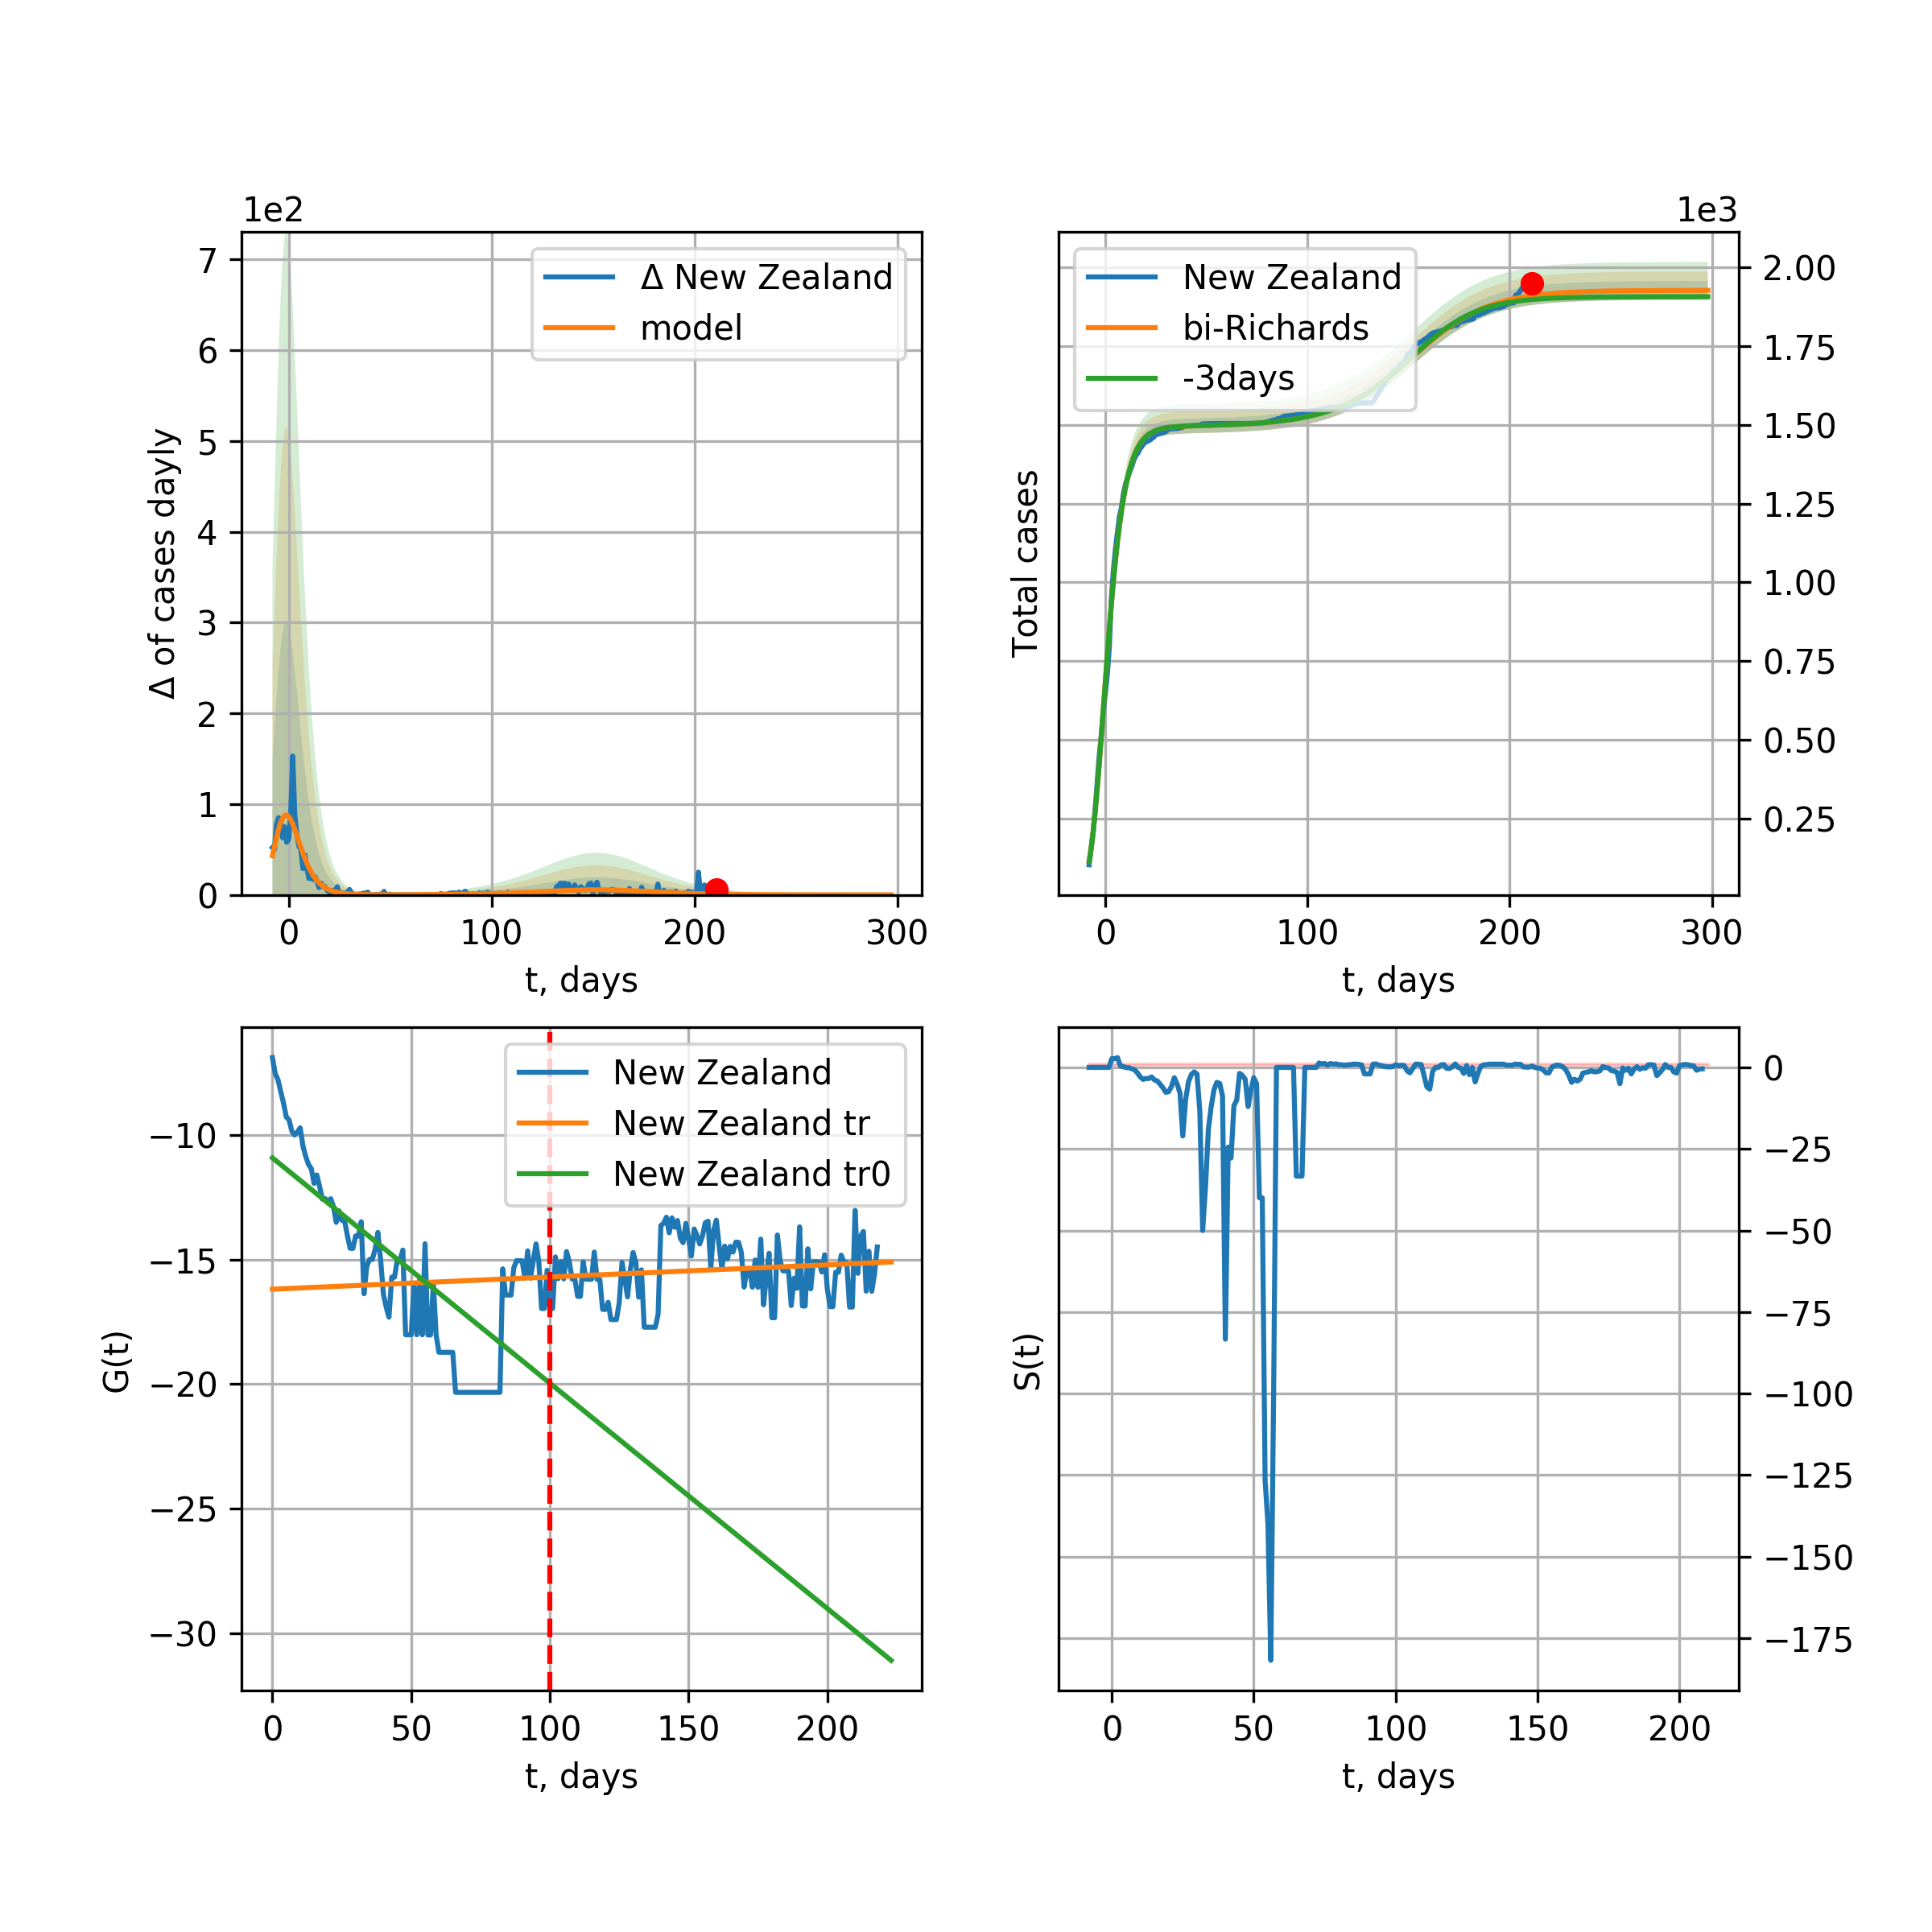 1e2
Δ of cases dayly
7
6
5
4
3
2
1
0
Δ New Zealand
model
0 100 200 300
t, days
1e3
Total cases
New Zealand
bi-Richards
-3days
2.00
1.75
1.50
1.25
1.00
0.75
0.50
0.25
0 100 200 300
t, days
G(t)
−10
−15
−20
−25
−30
New Zealand
New Zealand tr
New Zealand tr0
0 50 100 150 200
t, days
S(t)
0
−25
−50
−75
−100
−125
−150
−175
0 50 100 150 200
t, days